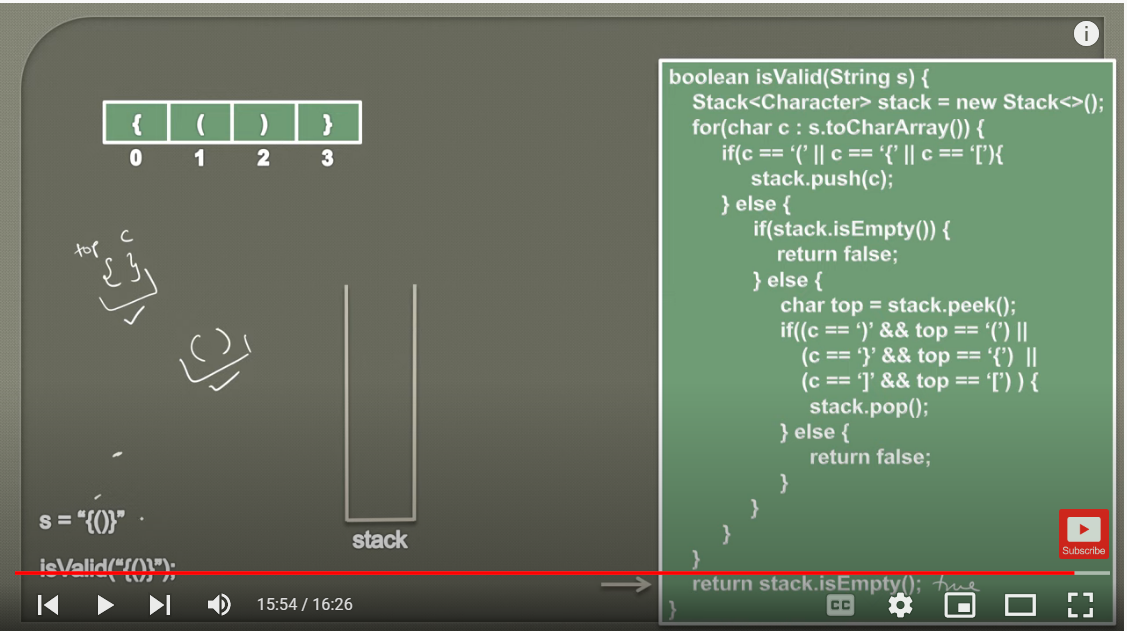 { ( ) }
0 1 2 3
top c
{ }
( )
s = “{()}”
isValid(“{()}”);
stack
boolean isValid(String s) {
Stack<Character> stack = new Stack<>();
for(char c : s.toCharArray()) {
if(c == ‘(’ || c == ‘{’ || c == ‘[’){
stack.push(c);
} else {
if(stack.isEmpty()) {
return false;
} else {
char top = stack.peek();
if((c == ‘)’ && top == ‘(’) ||
(c == ‘}’ && top == ‘{’) ||
(c == ‘]’ && top == ‘[’) ) {
stack.pop();
} else {
return false;
}
}
}
}
return stack.isEmpty(); true
}
Subscribe
15:54 / 16:26
CC
i